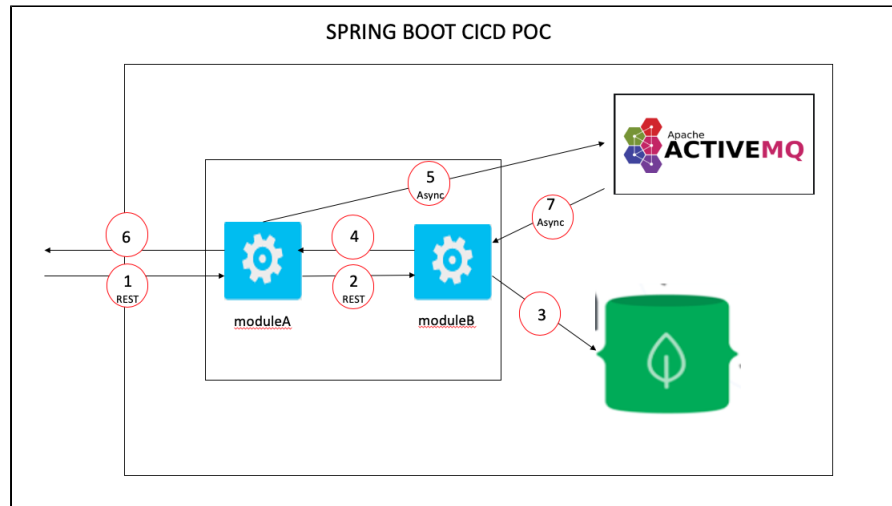 SPRING BOOT CICD POC
Apache
ACTIVEMQ
5
Async
7
Async
6
4
1
REST
2
REST
3
moduleA
moduleB